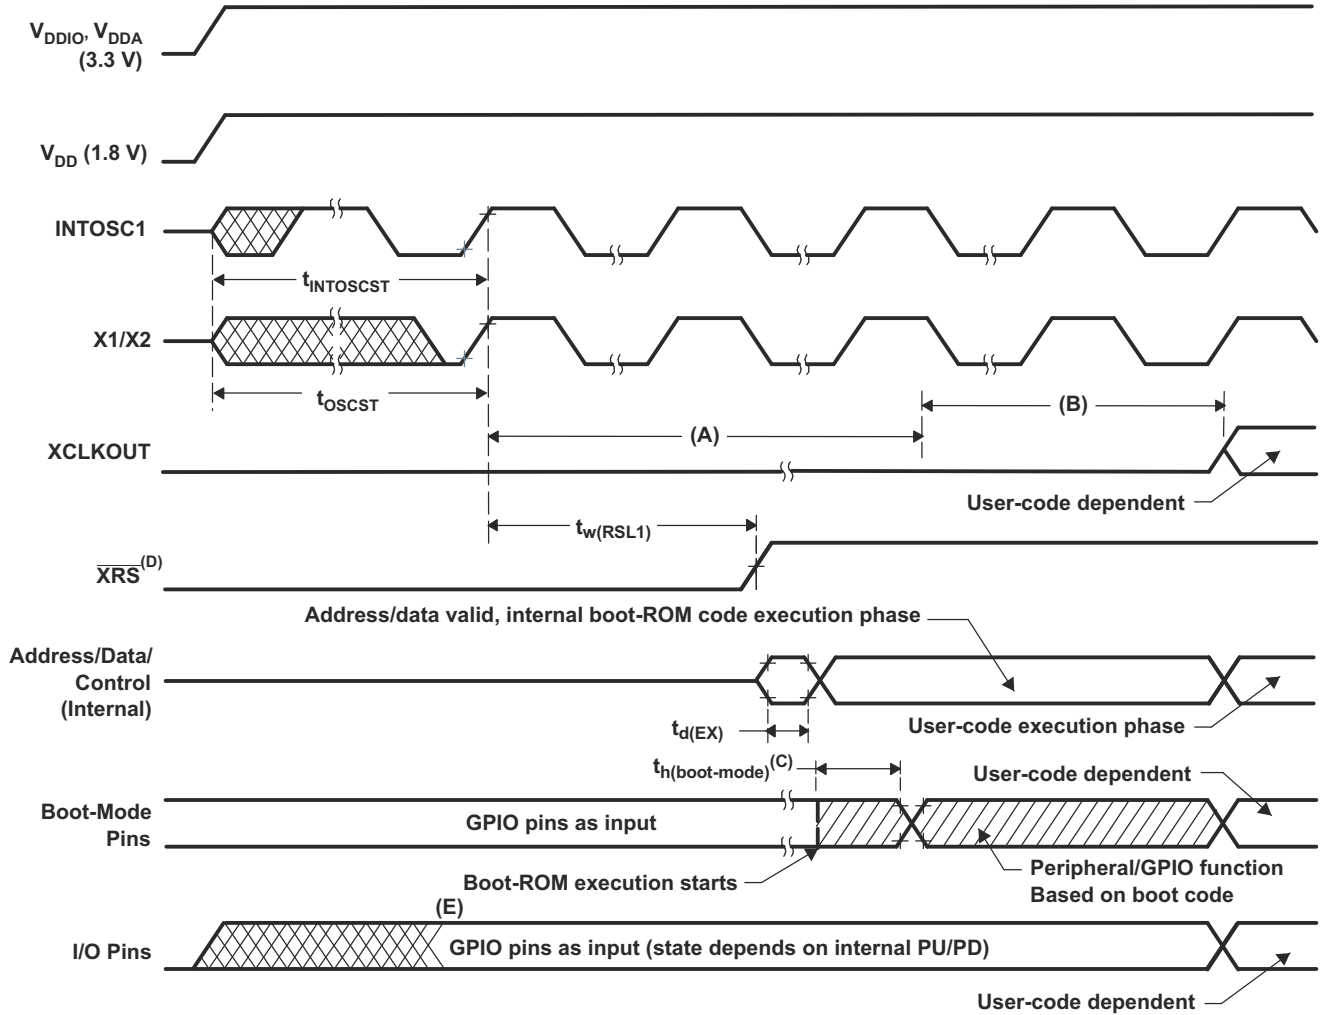 VDDIO, VDDA
(3.3 V)
VDD (1.8 V)
INTOSC1
tINTOSCST
X1/X2
tOSCST
(B)
(A)
XCLKOUT
User-code dependent
tw(RSL1)
XRS(D)
Address/data valid, internal boot-ROM code execution phase
Address/Data/
Control
(Internal)
User-code execution phase
td(EX)
th(boot-mode)(C)
User-code dependent
Boot-Mode
Pins
GPIO pins as input
Peripheral/GPIO function
Based on boot code
Boot-ROM execution starts
(E)
I/O Pins
GPIO pins as input (state depends on internal PU/PD)
User-code dependent